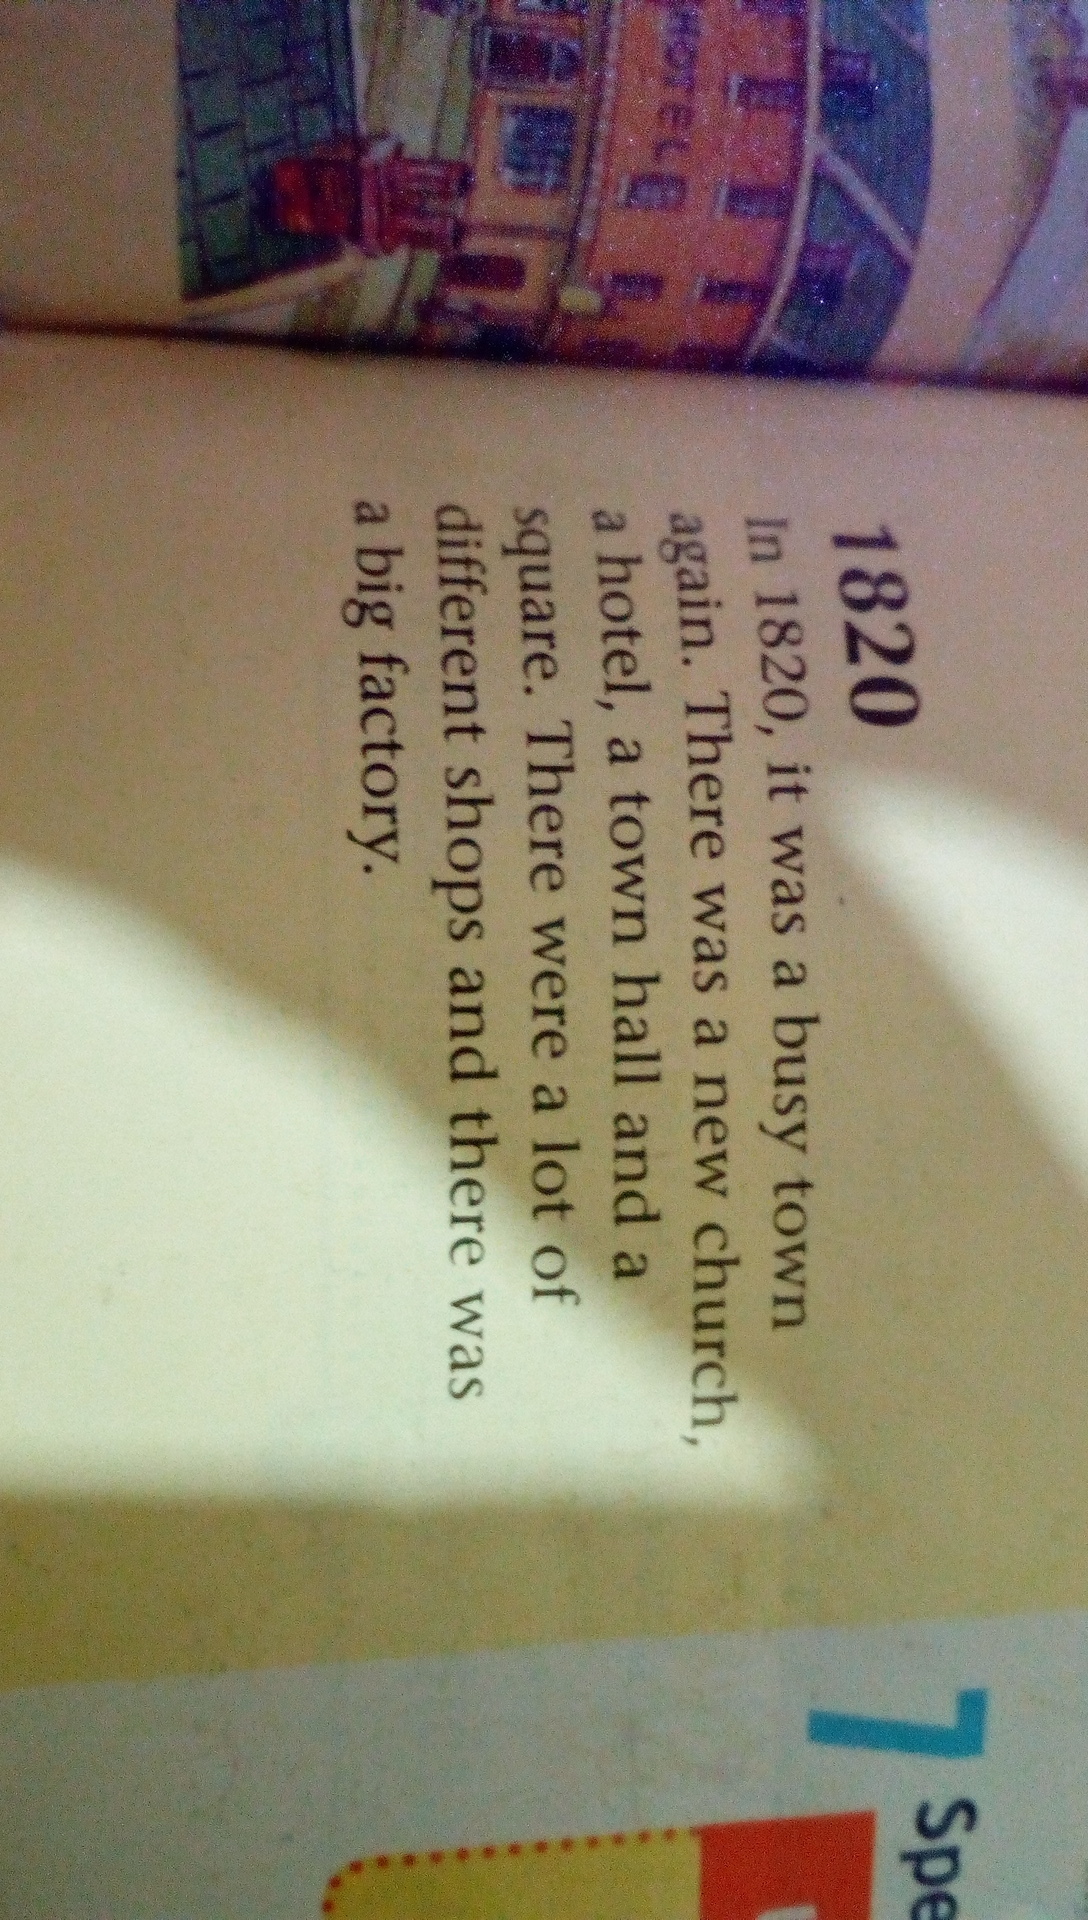 HOTEL
1820
In 1820, it was a busy town
again. There was a new church,
a hotel, a town hall and a
square. There were a lot of
different shops and there was
a big factory.
7 Spe